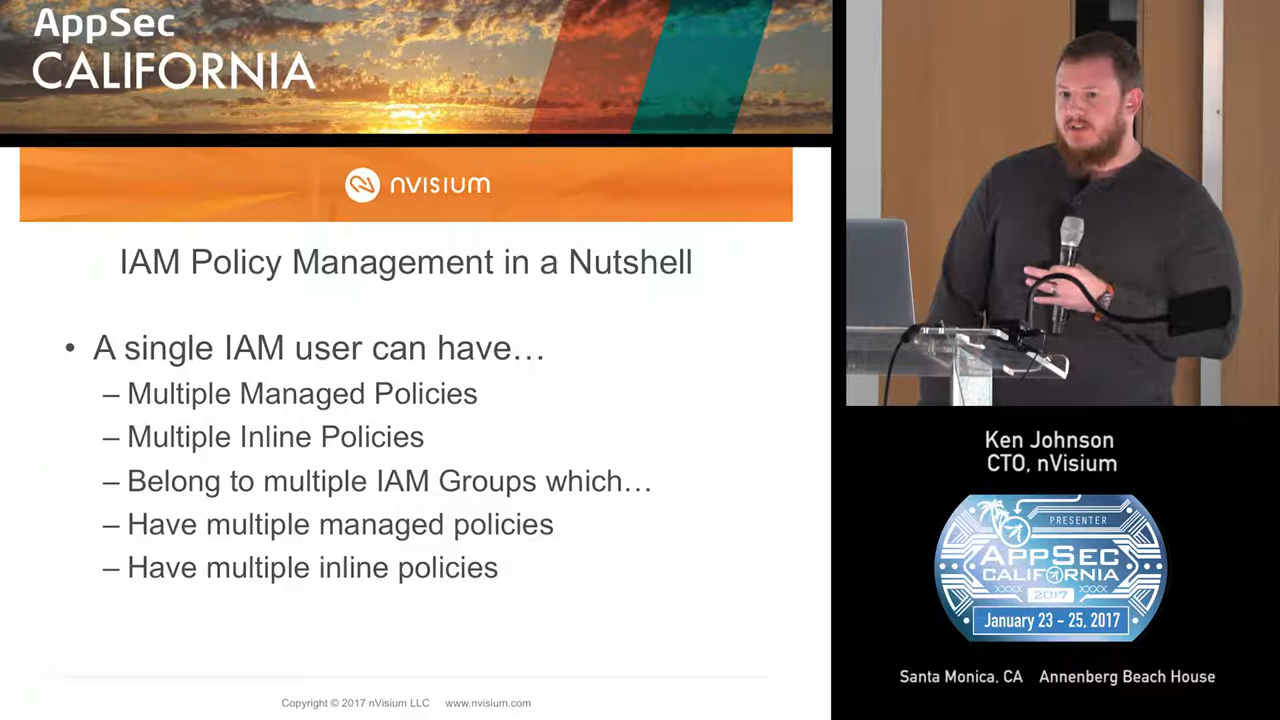 AppSec
CALIFORNIA
nVISIUM
IAM Policy Management in a Nutshell
• A single IAM user can have…
– Multiple Managed Policies
– Multiple Inline Policies
– Belong to multiple IAM Groups which…
– Have multiple managed policies
– Have multiple inline policies
Copyright © 2017 nVisium LLC www.nvisium.com
Ken Johnson
CTO, nVisium
PRESENTER
APPSEC
CALIFORNIA
XXXX 2017 XXXX
January 23 - 25, 2017
Santa Monica, CA Annenberg Beach House